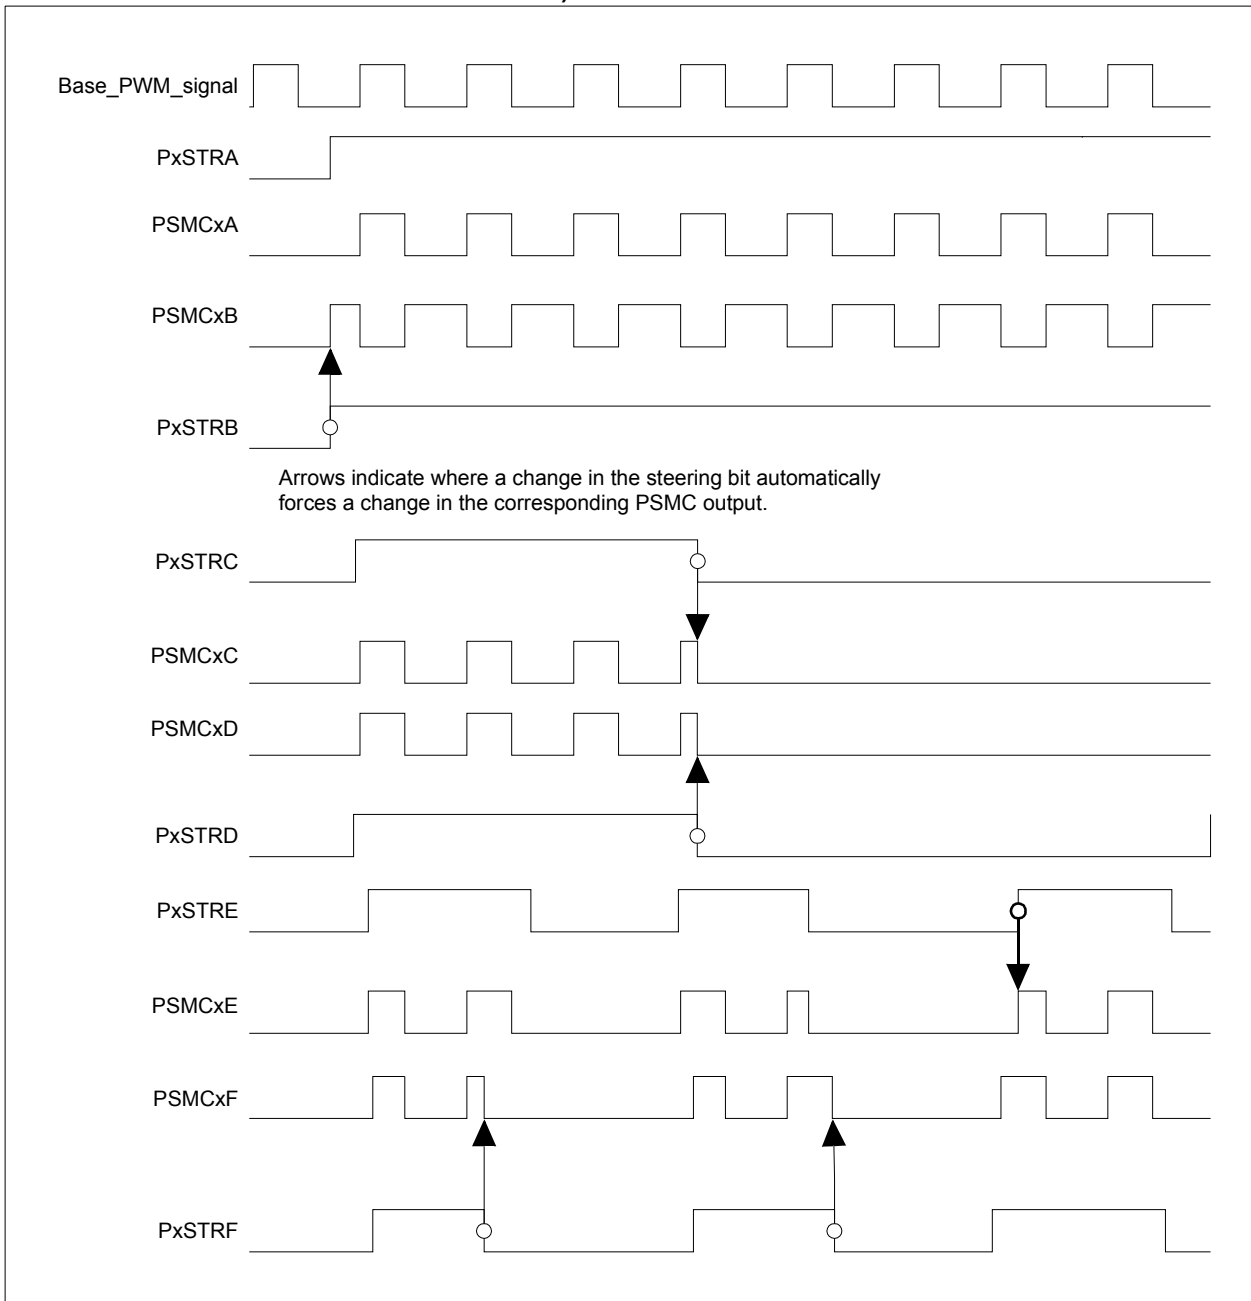 Base_PWM_signal
PxSTRA
PSMCxA
PSMCxB
PxSTRB
Arrows indicate where a change in the steering bit automatically
forces a change in the corresponding PSMC output.
PxSTRC
PSMCxC
PSMCxD
PxSTRD
PxSTRE
PSMCxE
PSMCxF
PxSTRF